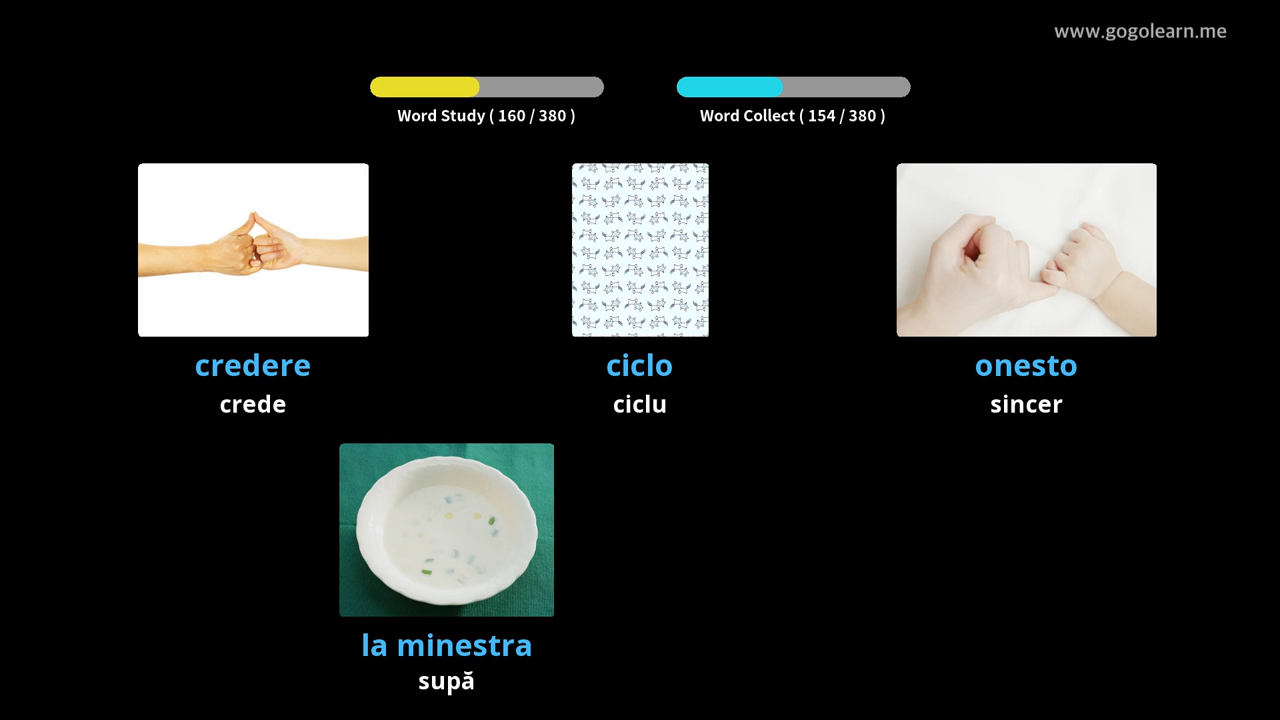 www.gogolearn.me
Word Study ( 160 / 380 )
Word Collect ( 154 / 380 )
credere
crede
ciclo
ciclu
onesto
sincer
la minestra
supă